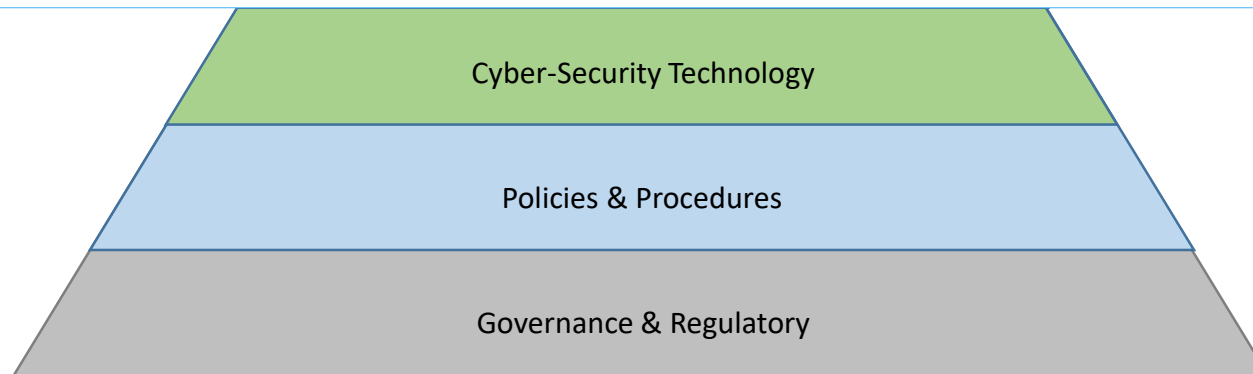 Cyber-Security Technology
Policies & Procedures
Governance & Regulatory